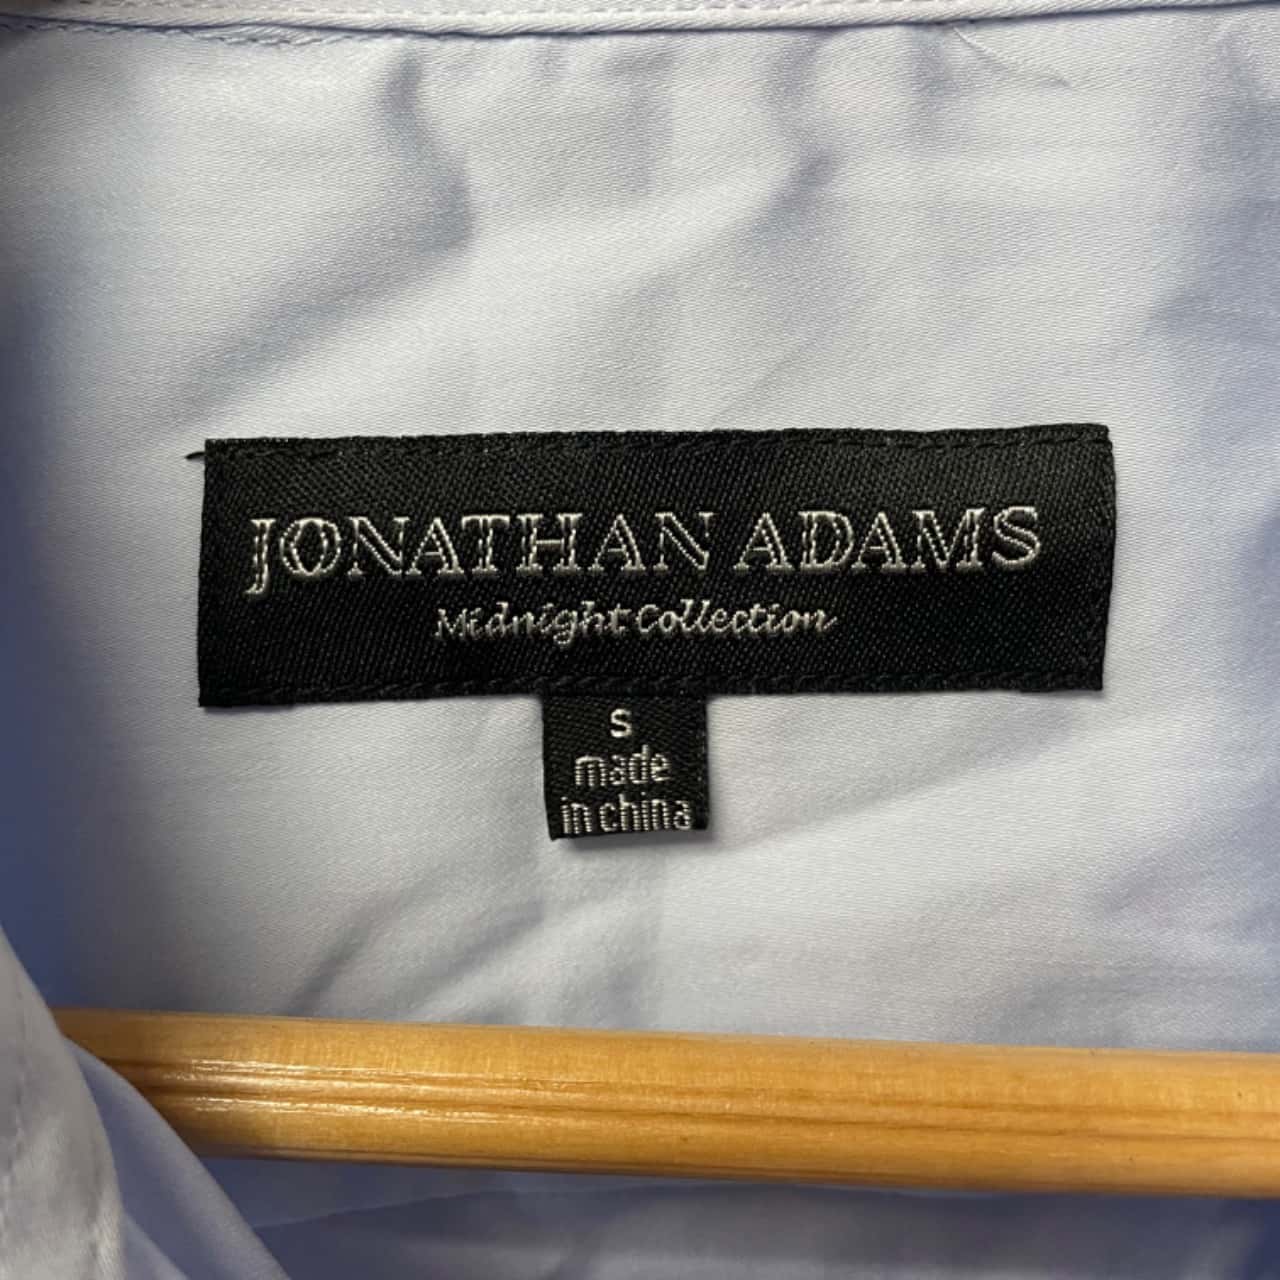 JONATHAN ADAMS
Midnight Collection
S
made
in china